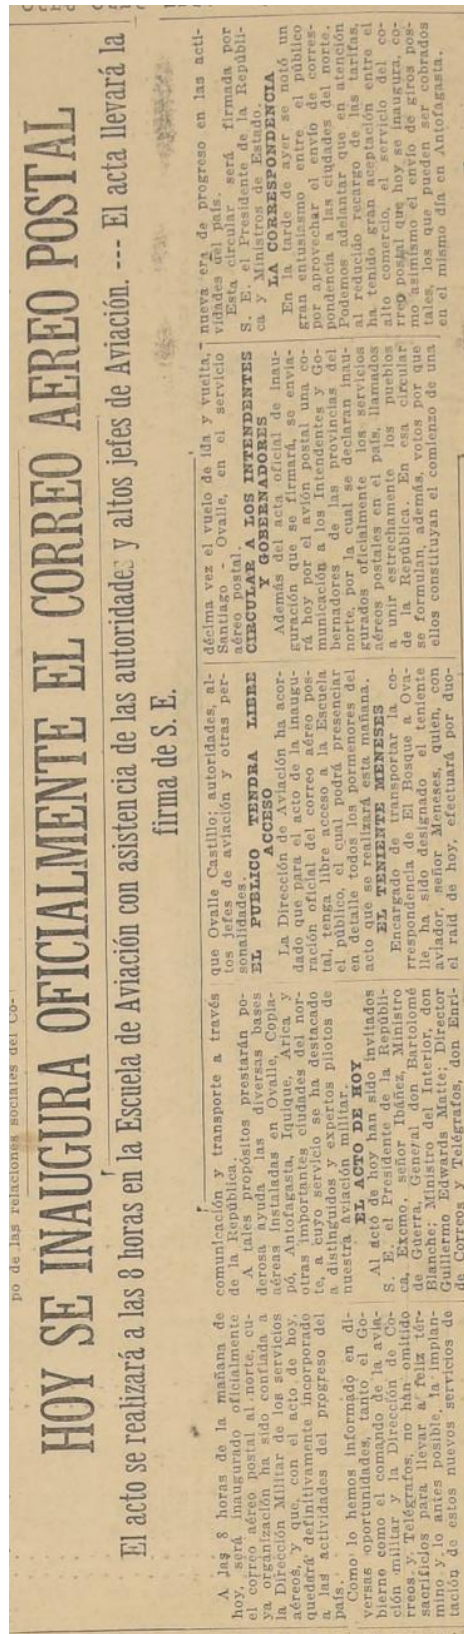 po de las relaciones sociales del Co-
HOY SE INAUGURA OFICIALMENTE EL CORREO AEREO POSTAL
El acto se realizará a las 8 horas en la Escuela de Aviación con asistencia de las autoridades y altos jefes de Aviación. --- El acta llevará la
firma de S. E.
A las 8 horas de la mañana de
hoy, será inaugurado oficialmente
el correo aéreo postal al norte, cu-
ya organización ha sido confiada a
la Dirección Militar de los servicios
aéreos, y que, con el acto de hoy,
quedará definitivamente incorporado
a las actividades del progreso del
país.
Como lo hemos informado en di-
versas oportunidades, tanto el Go-
bierno como el comando de la avia-
ción militar y la Dirección de Co-
rreos y Telégrafos, no han omitido
sacrificios para llevar a feliz tér-
mino y lo antes posible, la implan-
tación de estos nuevos servicios de
comunicación y transporte a través
de la República.
A tales propósitos prestarán po-
derosa ayuda las diversas bases
aéreas instaladas en Ovalle, Copia-
pó, Antofagasta, Iquique, Arica y
otras importantes ciudades del nor-
te, a cuyo servicio se ha destacado
a distinguidos y expertos pilotos de
nuestra aviación militar.
EL ACTO DE HOY
Al acto de hoy han sido invitados
S. E. el Presidente de la Repúbli-
ca, Excmo. señor Ibáñez, Ministro
de Guerra, General don Bartolomé
Blanche; Ministro del Interior, don
Guillermo Edwards Matte; Director
de Correos y Telégrafos, don Enri-
que Ovalle Castillo; autoridades, al-
tos jefes de aviación y otras per-
sonalidades.
EL PUBLICO TENDRA LIBRE
ACCESO
La Dirección de Aviación ha acor-
dado que para el acto de la inaugu-
ración oficial del correo aéreo pos-
tal, tenga libre acceso a la Escuela
el público, el cual podrá presenciar
en detalle todos los pormenores del
acto que se realizará esta mañana.
EL TENIENTE MENESES
Encargado de transportar la co-
rrespondencia de El Bosque a Ova-
lle, ha sido designado el teniente
aviador, señor Meneses, quien, con
el raid de hoy, efectuará por duo-
décima vez el vuelo de ida y vuelta,
Santiago - Ovalle, en el servicio
aéreo postal.
CIRCULAR A LOS INTENDENTES
Y GOBERNADORES
Además del acta oficial de inau-
guración que se firmará, se envia-
rá hoy por el avión postal una co-
municación a los Intendentes y Go-
bernadores de las provincias del
norte, por la cual se declaran inau-
gurados oficialmente los servicios
aéreos postales en el país, llamados
a unir estrechamente los pueblos
de la República. En esa circular
se formulan, además, votos por que
ellos constituyan el comienzo de una
nueva era de progreso en las acti-
vidades del país.
Esta circular será firmada por
S. E. el Presidente de la Repúbli-
ca y Ministros de Estado.
LA CORRESPONDENCIA
En la tarde de ayer se notó un
gran entusiasmo entre el público
por aprovechar el envío de corres-
pondencia a las ciudades del norte.
Podemos adelantar que en atención
al reducido recargo de las tarifas,
ha tenido gran aceptación entre el
alto comercio, el servicio del co-
rreo postal que hoy se inaugura, co-
mo asimismo el envío de giros pos-
tales, los que pueden ser cobrados
en el mismo día en Antofagasta.